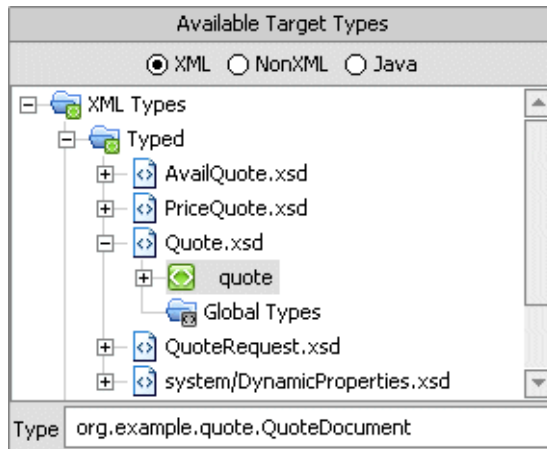 Available Target Types
XML NonXML Java
XML Types
Typed
AvailQuote.xsd
PriceQuote.xsd
Quote.xsd
quote
Global Types
QuoteRequest.xsd
system/DynamicProperties.xsd
Type org.example.quote.QuoteDocument